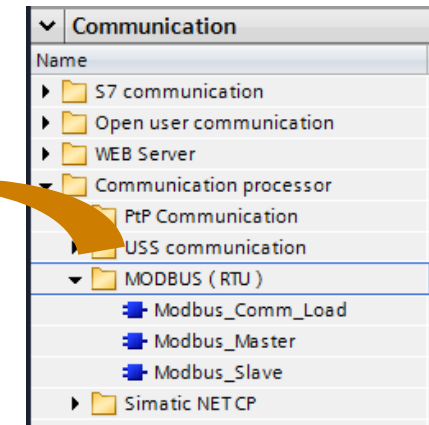 Communication
Name
S7 communication
Open user communication
WEB Server
Communication processor
PtP Communication
USS communication
MODBUS ( RTU )
Modbus_Comm_Load
Modbus_Master
Modbus_Slave
Simatic NET CP